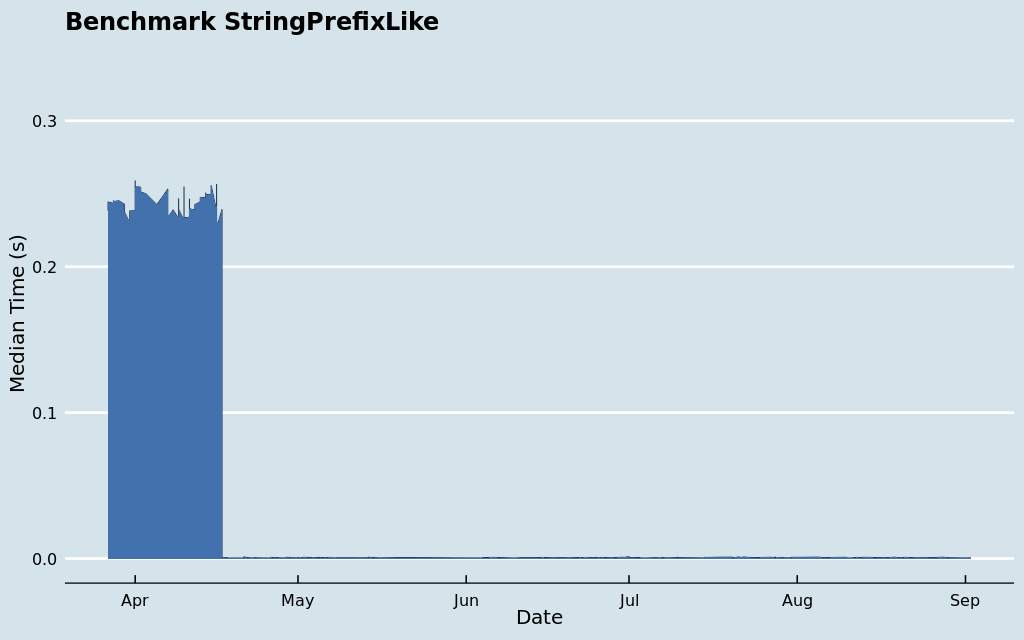 Benchmark StringPrefixLike
Median Time (s)
0.3
0.2
0.1
0.0
Apr
May
Jun
Jul
Aug
Sep
Date